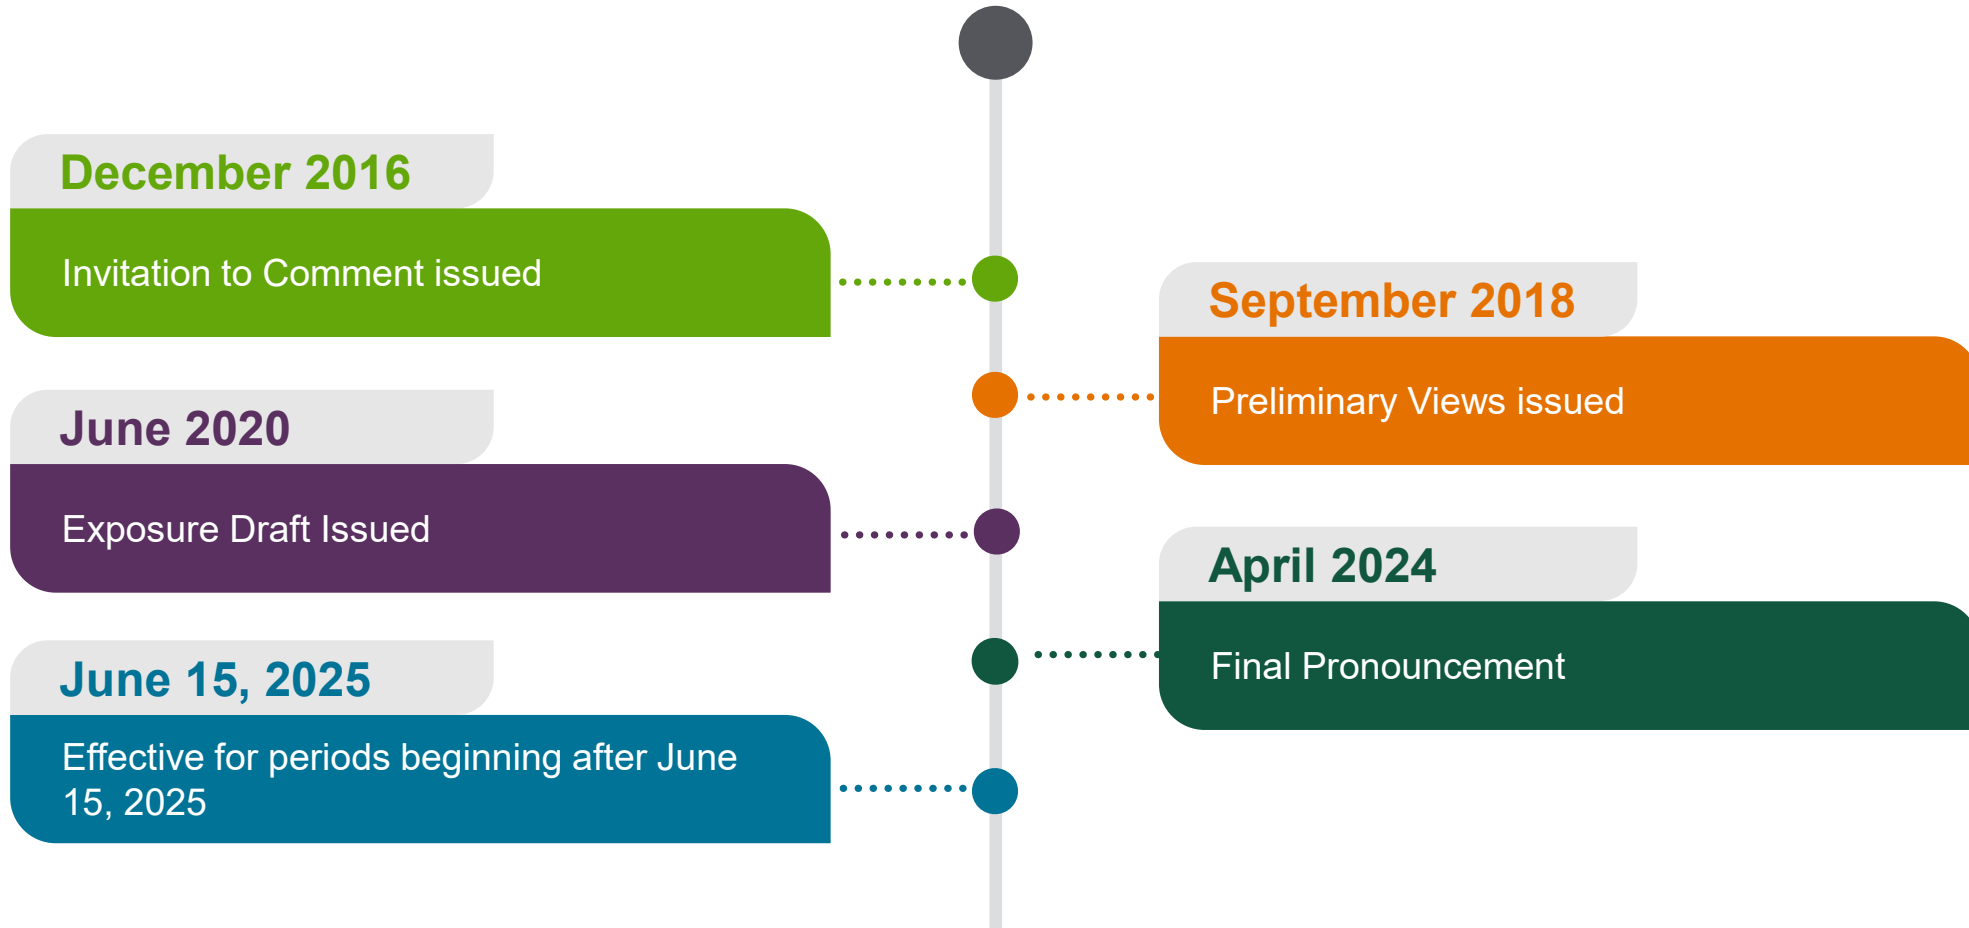 December 2016
Invitation to Comment issued
September 2018
Preliminary Views issued
June 2020
Exposure Draft Issued
April 2024
Final Pronouncement
June 15, 2025
Effective for periods beginning after June
15, 2025